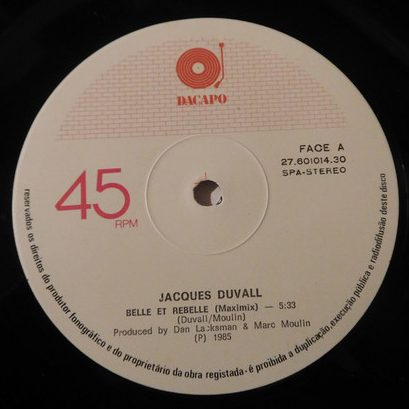 DACAPO
FACE A
27.601014.30
SPA-STEREO
45
RPM
JACQUES DUVALL
BELLE ET REBELLE (Maximix) — 5:33
(Duvall/Moulin)
Produced by Dan Lacksman & Marc Moulin
(P) 1985
reservados os direitos do produtor fonográfico e do proprietário da obra registada - é proibida a duplicação, execução pública e radiodifusão deste disco